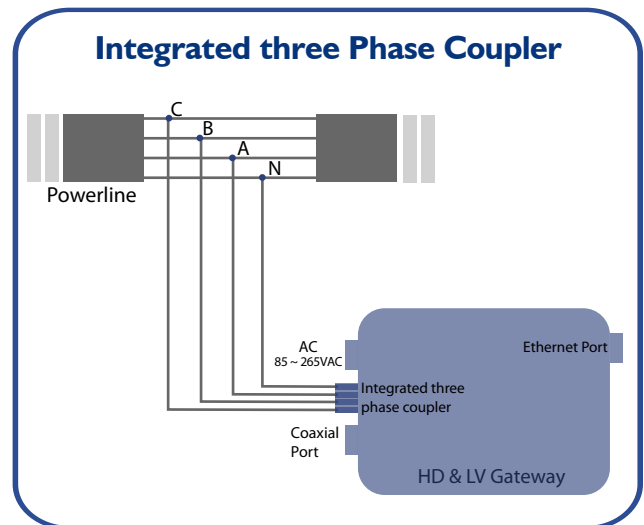 Integrated three Phase Coupler
C
B
A
N
Powerline
AC
85 ~ 265VAC
Ethernet Port
Integrated three
phase coupler
Coaxial
Port
HD & LV Gateway